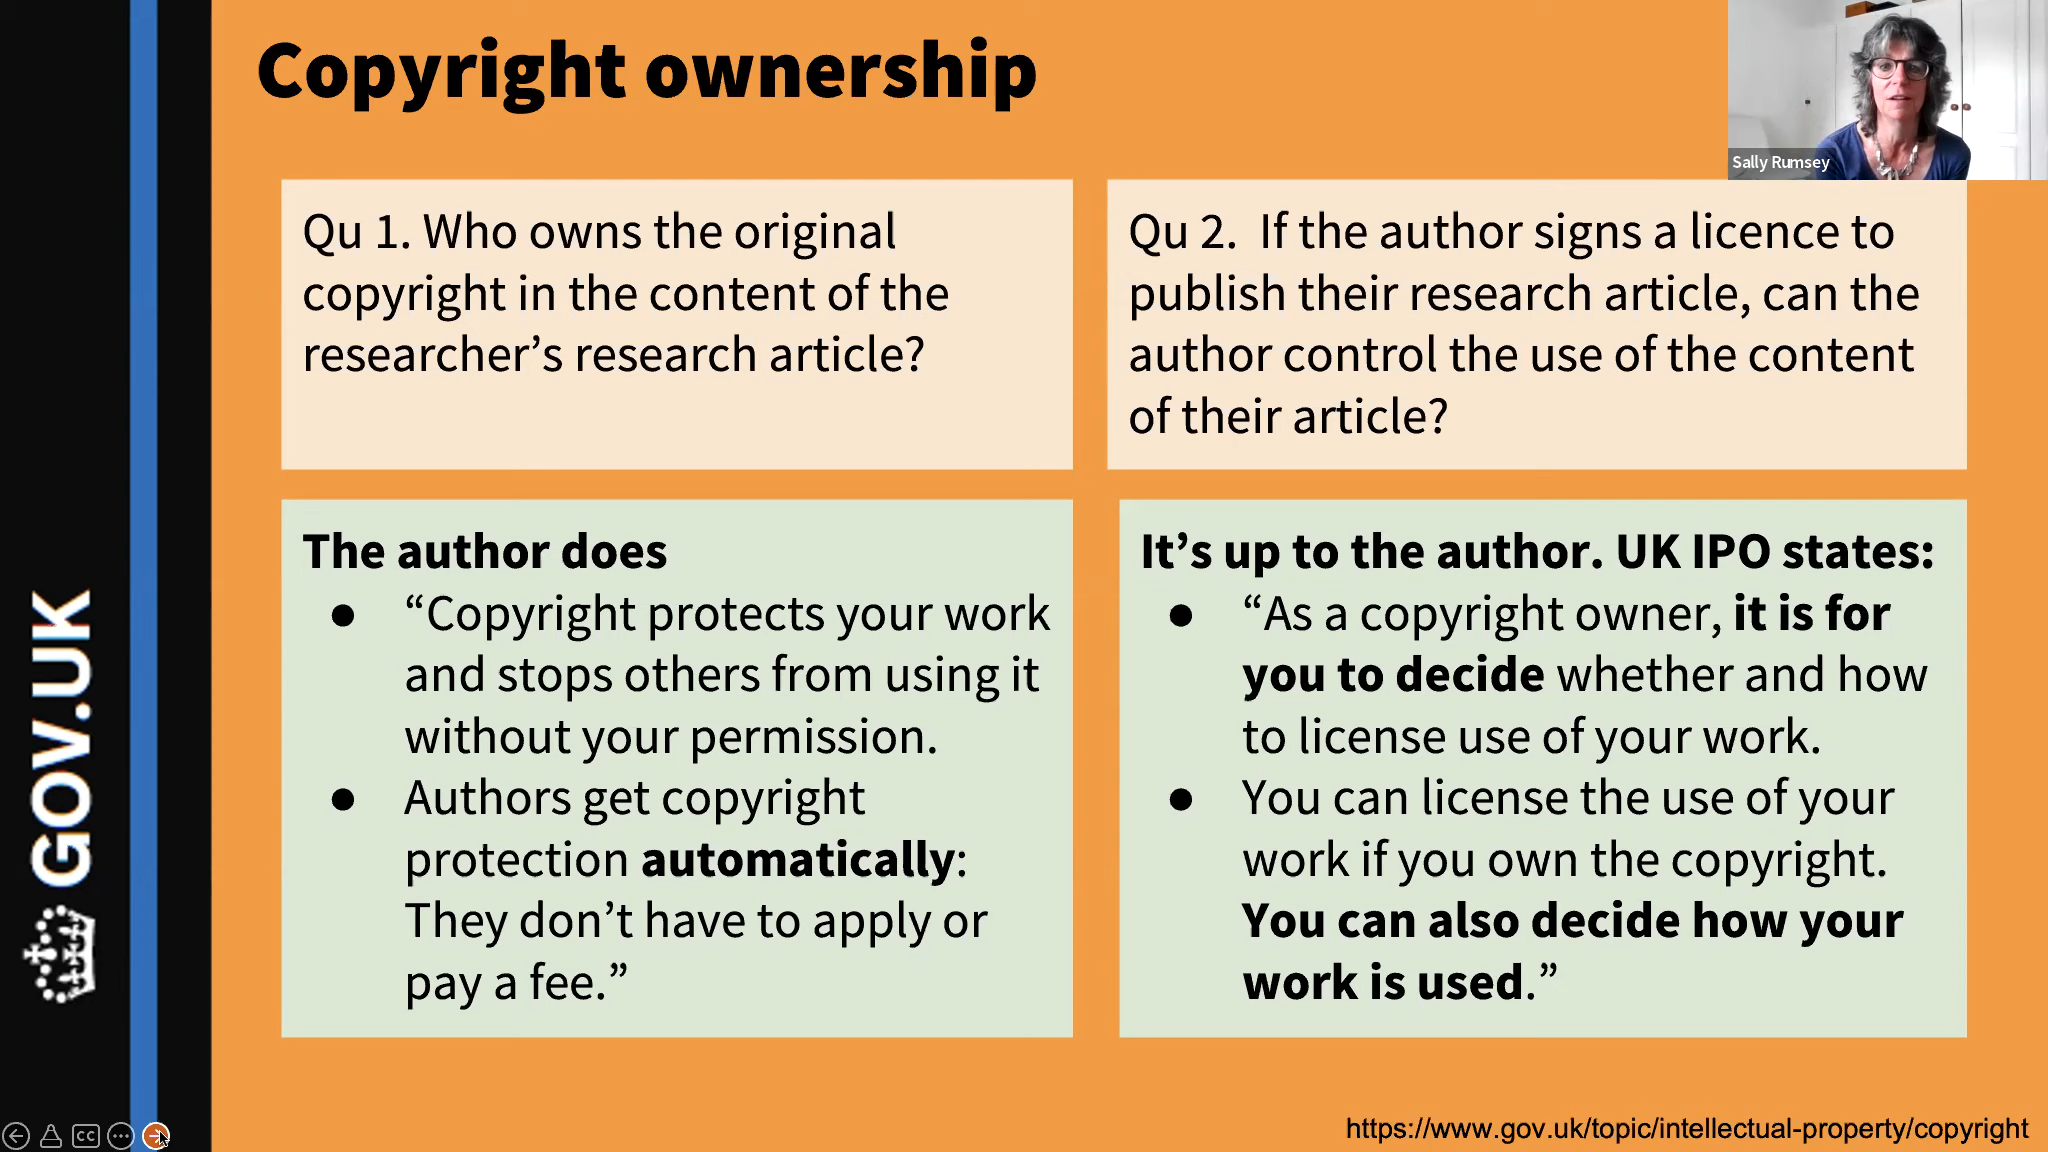 Copyright ownership
Sally Rumsey
Qu 1. Who owns the original
copyright in the content of the
researcher’s research article?
Qu 2.  If the author signs a licence to
publish their research article, can the
author control the use of the content
of their article?
The author does
● “Copyright protects your work
and stops others from using it
without your permission.
● Authors get copyright
protection automatically:
They don’t have to apply or
pay a fee.”
It’s up to the author. UK IPO states:
● “As a copyright owner, it is for
you to decide whether and how
to license use of your work.
● You can license the use of your
work if you own the copyright.
You can also decide how your
work is used.”
GOV.UK
CC
https://www.gov.uk/topic/intellectual-property/copyright